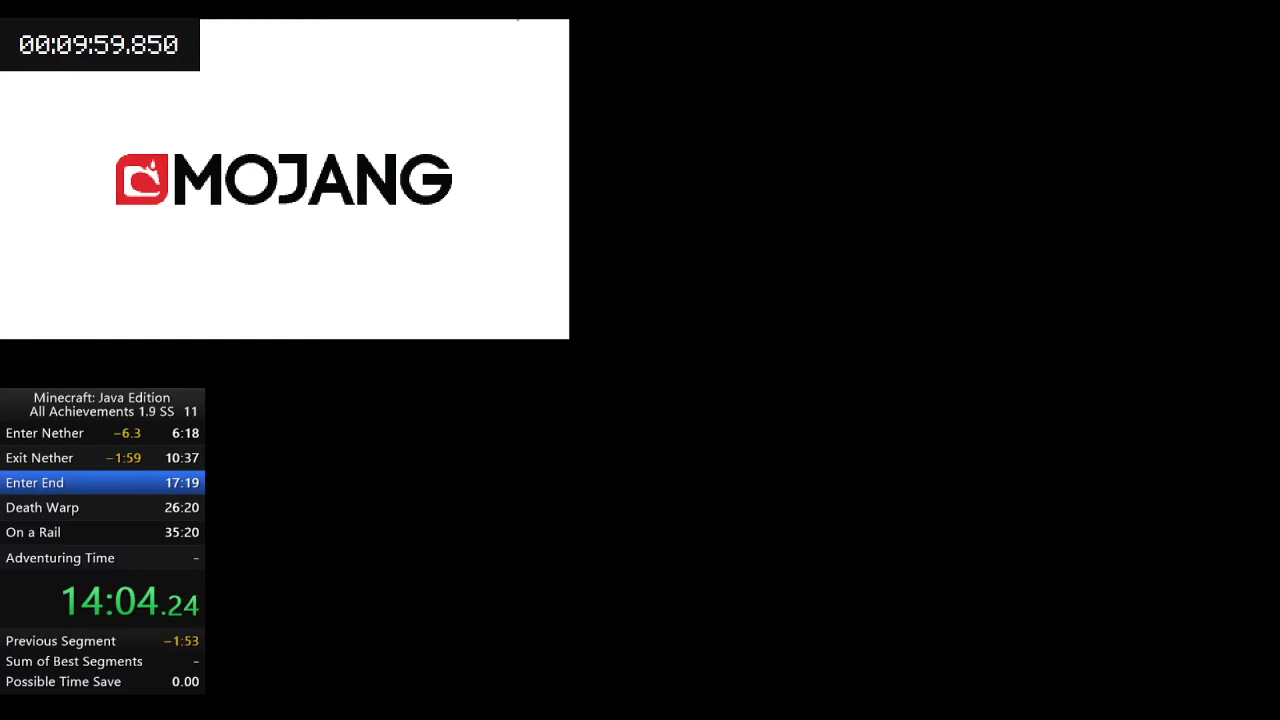 00:09:59.850
MOJANG
Minecraft: Java Edition
All Achievements 1.9 SS 11
Enter Nether −6.3 6:18
Exit Nether −1:59 10:37
Enter End 17:19
Death Warp 26:20
On a Rail 35:20
Adventuring Time -
14:04.24
Previous Segment −1:53
Sum of Best Segments -
Possible Time Save 0.00